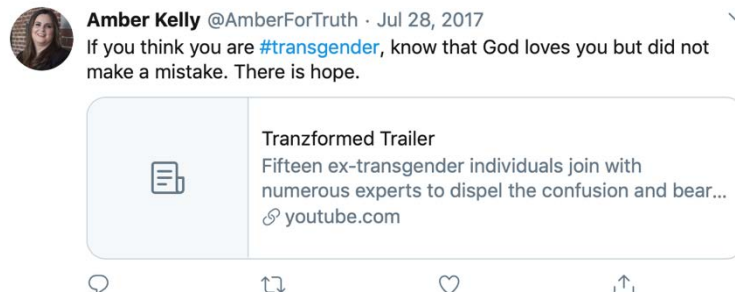 Amber Kelly @AmberForTruth · Jul 28, 2017
If you think you are #transgender, know that God loves you but did not
make a mistake. There is hope.
Tranzformed Trailer
Fifteen ex-transgender individuals join with
numerous experts to dispel the confusion and bear...
youtube.com